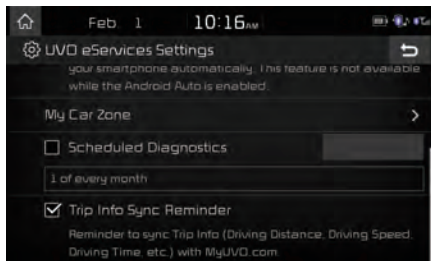 Feb. 1 10:16 AM
UVO eServices Settings
your smartphone automatically. This feature is not available
while the Android Auto is enabled.
My Car Zone
Scheduled Diagnostics
1 of every month
Trip Info Sync Reminder
Reminder to sync Trip Info (Driving Distance, Driving Speed,
Driving Time, etc.) with MyUVO.com.